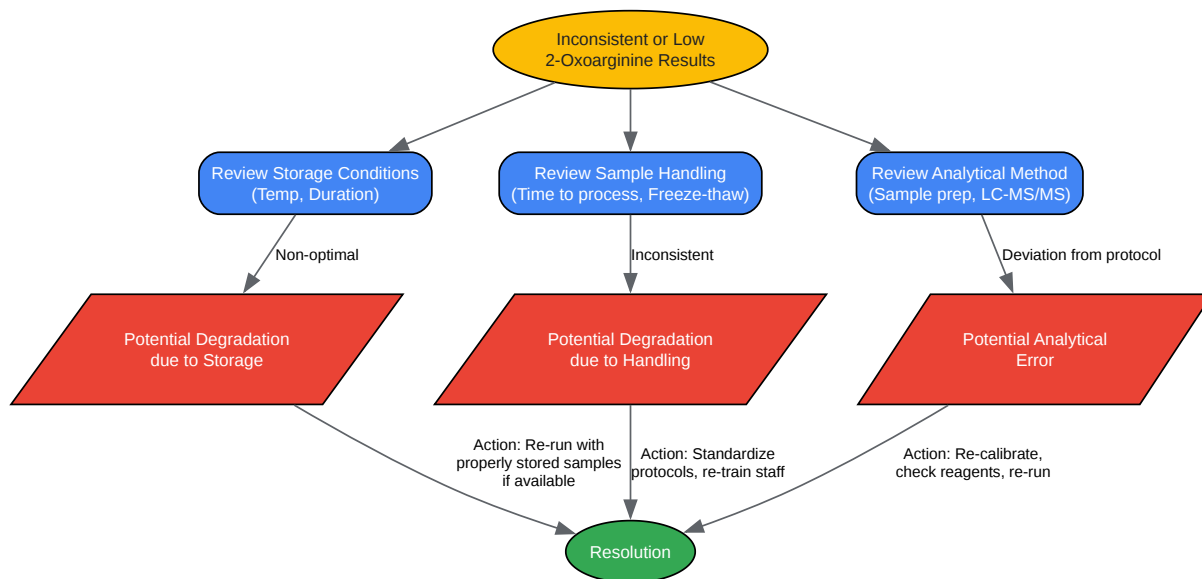 Inconsistent or Low
2-Oxoarginine Results
Review Storage Conditions
(Temp, Duration)
Review Sample Handling
(Time to process, Freeze-thaw)
Review Analytical Method
(Sample prep, LC-MS/MS)
Non-optimal
Inconsistent
Deviation from protocol
Potential Degradation
due to Storage
Potential Degradation
due to Handling
Potential Analytical
Error
Action: Re-run with
properly stored samples
if available
Action: Standardize
protocols, re-train staff
Action: Re-calibrate,
check reagents, re-run
Resolution